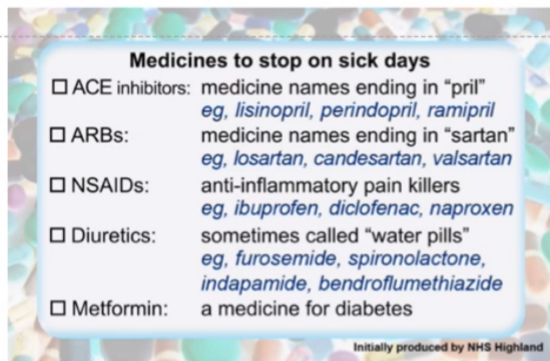 Medicines to stop on sick days
☐ ACE inhibitors: medicine names ending in “pril”
eg, lisinopril, perindopril, ramipril
☐ ARBs: medicine names ending in “sartan”
eg, losartan, candesartan, valsartan
☐ NSAIDs: anti-inflammatory pain killers
eg, ibuprofen, diclofenac, naproxen
☐ Diuretics: sometimes called “water pills”
eg, furosemide, spironolactone,
indapamide, bendroflumethiazide
☐ Metformin: a medicine for diabetes
Initially produced by NHS Highland